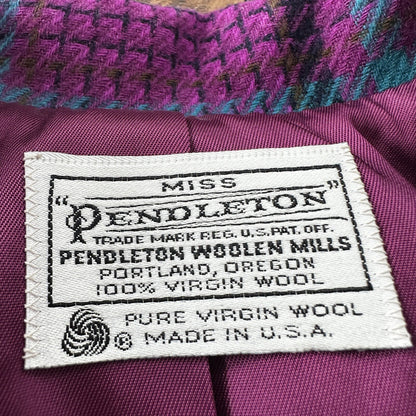 MISS
"PENDLETON"
TRADE MARK REG. U.S. PAT. OFF.
PENDLETON WOOLEN MILLS
PORTLAND, OREGON
100% VIRGIN WOOL
PURE VIRGIN WOOL
® MADE IN U.S.A.